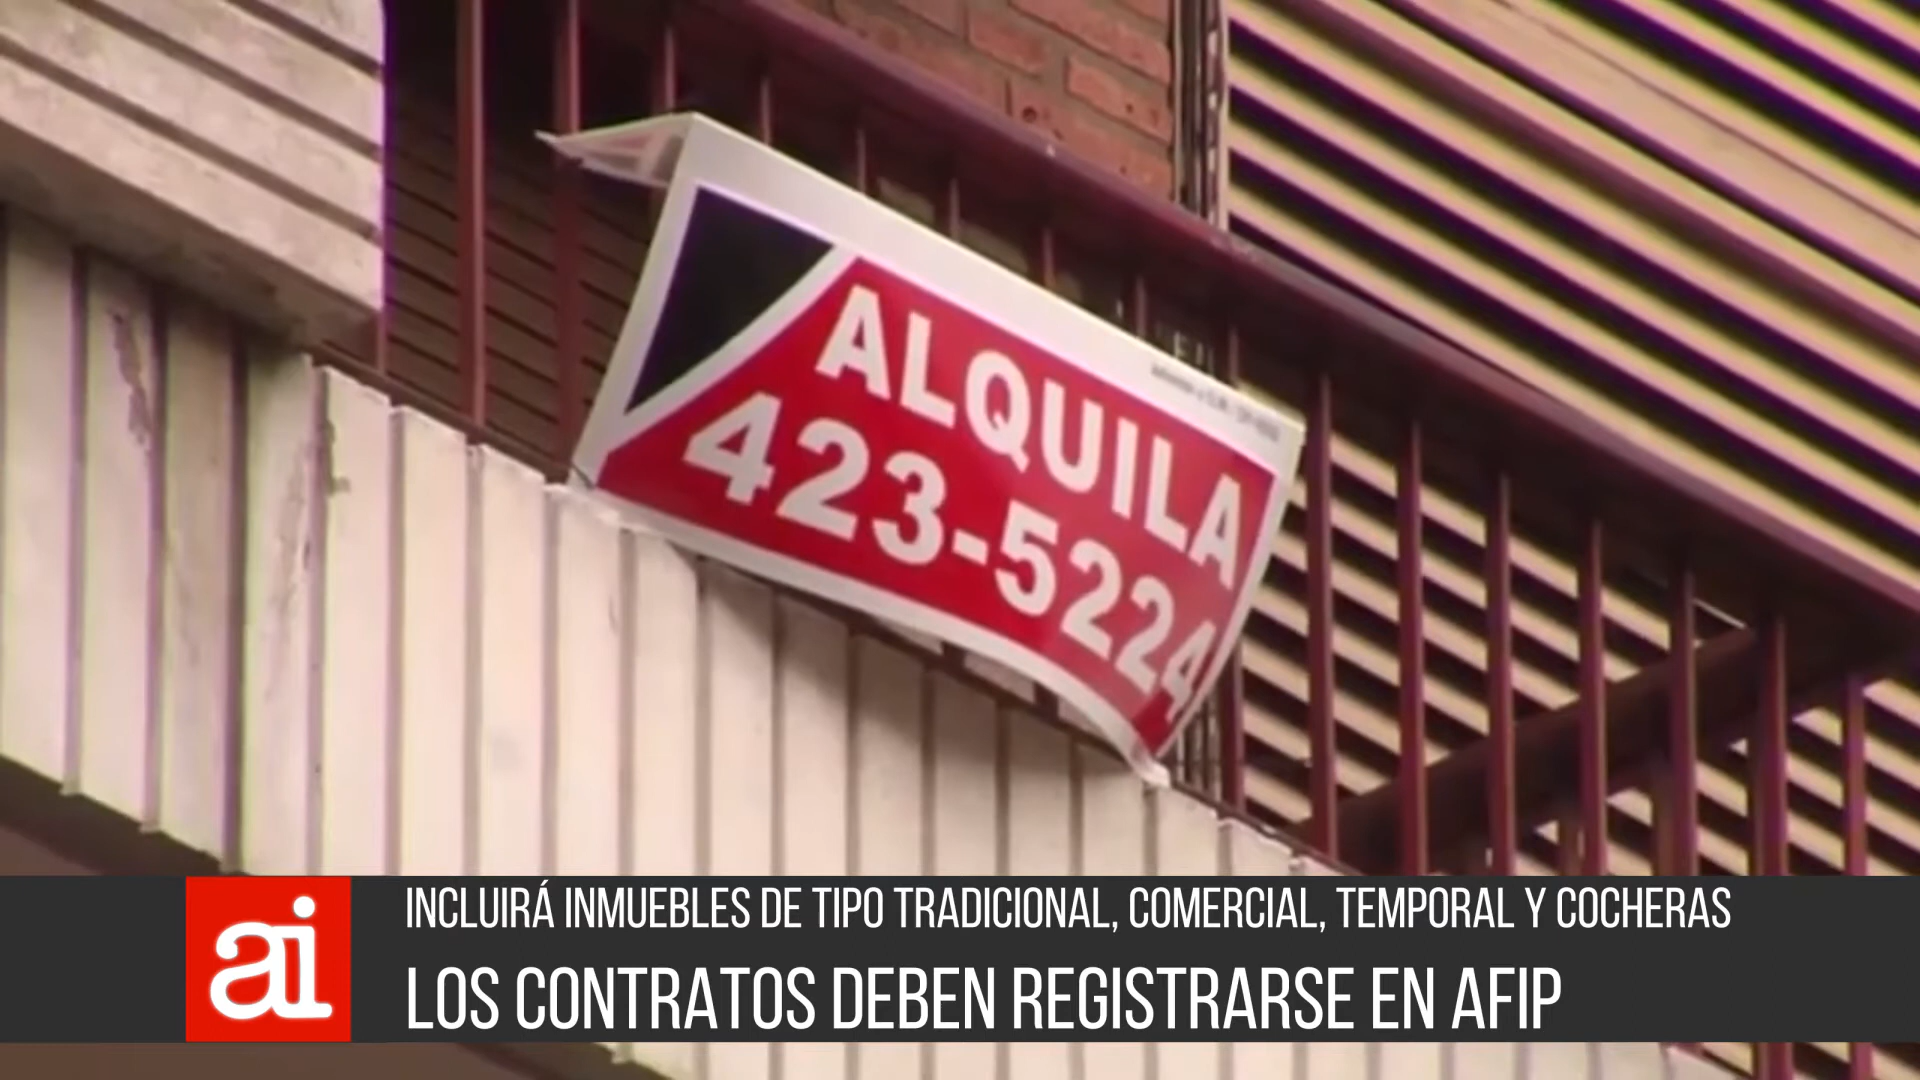 ALQUILA
423-5224
ai
INCLUIRÁ INMUEBLES DE TIPO TRADICIONAL, COMERCIAL, TEMPORAL Y COCHERAS
LOS CONTRATOS DEBEN REGISTRARSE EN AFIP